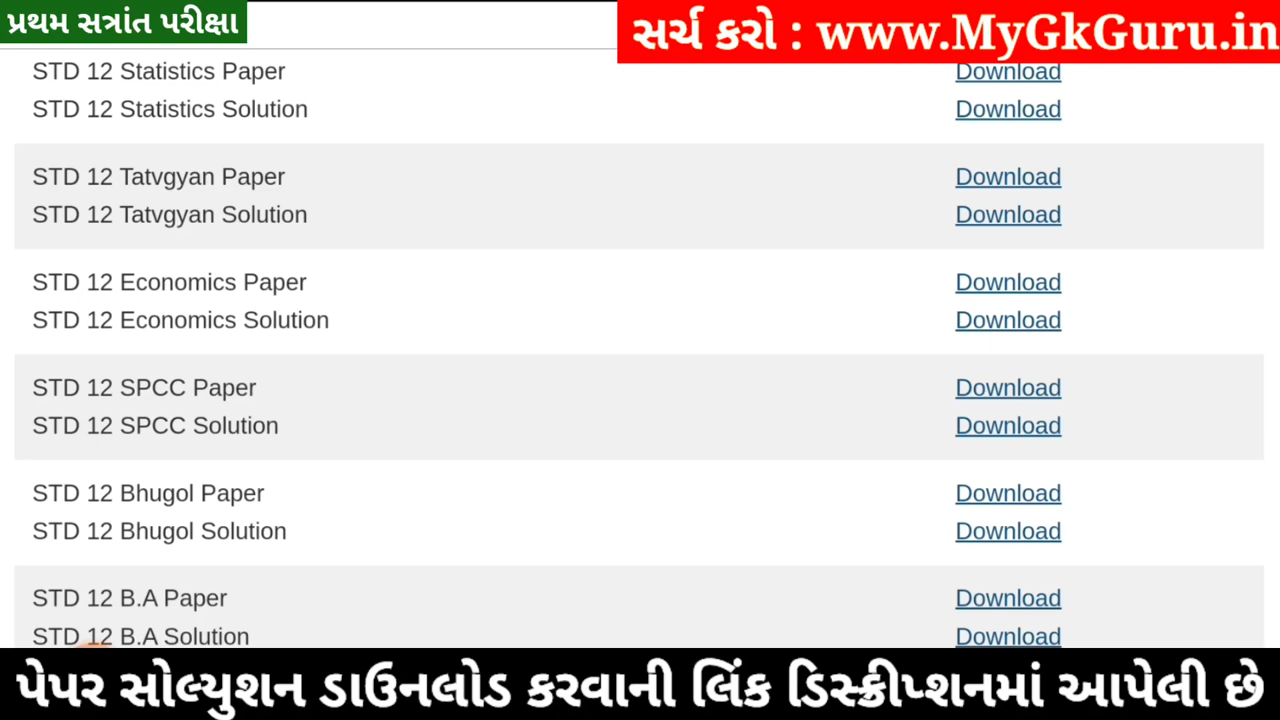 પ્રથમ સત્રાંત પરીક્ષા
સર્ચ કરો : www.MyGkGuru.in
STD 12 Statistics Paper Download
STD 12 Statistics Solution Download
STD 12 Tatvgyan Paper Download
STD 12 Tatvgyan Solution Download
STD 12 Economics Paper Download
STD 12 Economics Solution Download
STD 12 SPCC Paper Download
STD 12 SPCC Solution Download
STD 12 Bhugol Paper Download
STD 12 Bhugol Solution Download
STD 12 B.A Paper Download
STD 12 B.A Solution Download
પેપર સોલ્યુશન ડાઉનલોડ કરવાની લિંક ડિસ્ક્રીપ્શનમાં આપેલી છે